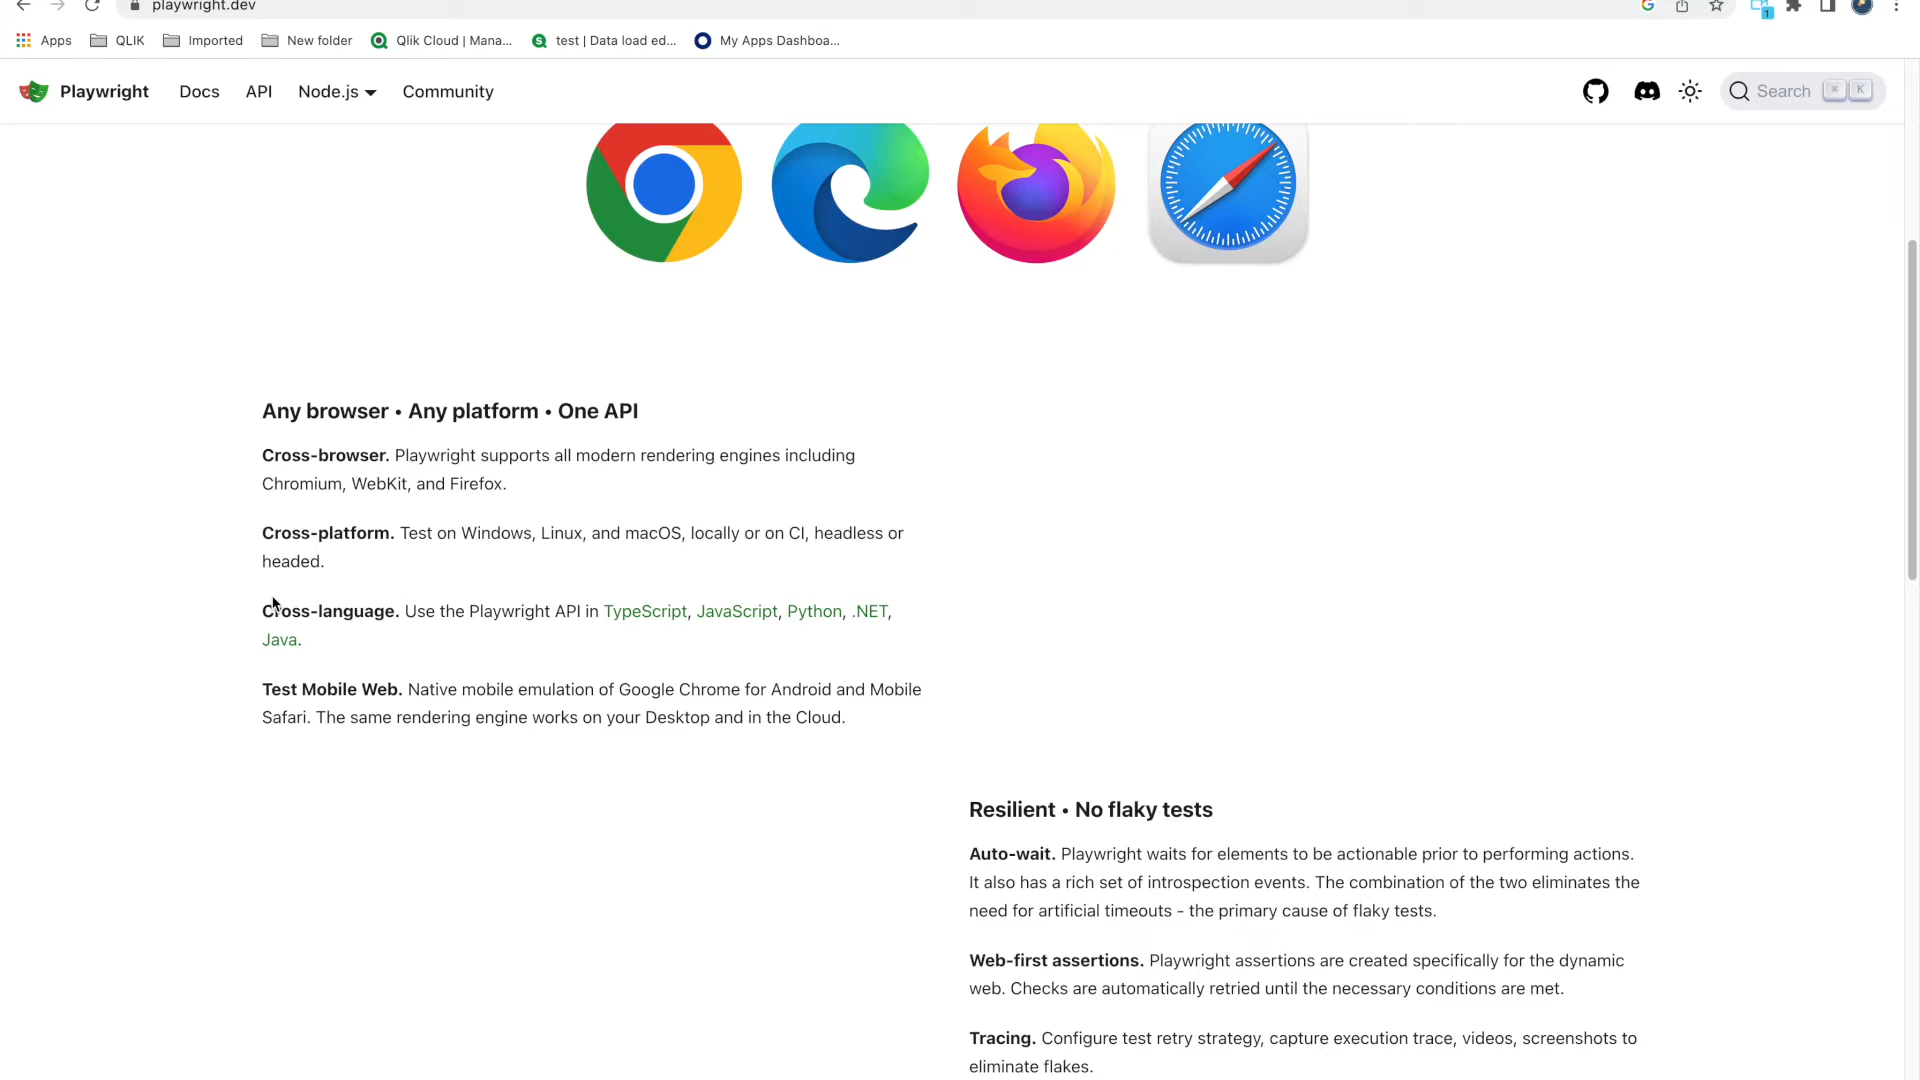 playwright.dev
1
Apps QLIK Imported New folder Qlik Cloud | Mana... test | Data load ed... My Apps Dashboa...
Playwright Docs API Node.js Community Search ⌘ K
Any browser • Any platform • One API
Cross-browser. Playwright supports all modern rendering engines including
Chromium, WebKit, and Firefox.
Cross-platform. Test on Windows, Linux, and macOS, locally or on CI, headless or
headed.
Cross-language. Use the Playwright API in TypeScript, JavaScript, Python, .NET,
Java.
Test Mobile Web. Native mobile emulation of Google Chrome for Android and Mobile
Safari. The same rendering engine works on your Desktop and in the Cloud.
Resilient • No flaky tests
Auto-wait. Playwright waits for elements to be actionable prior to performing actions.
It also has a rich set of introspection events. The combination of the two eliminates the
need for artificial timeouts - the primary cause of flaky tests.
Web-first assertions. Playwright assertions are created specifically for the dynamic
web. Checks are automatically retried until the necessary conditions are met.
Tracing. Configure test retry strategy, capture execution trace, videos, screenshots to
eliminate flakes.